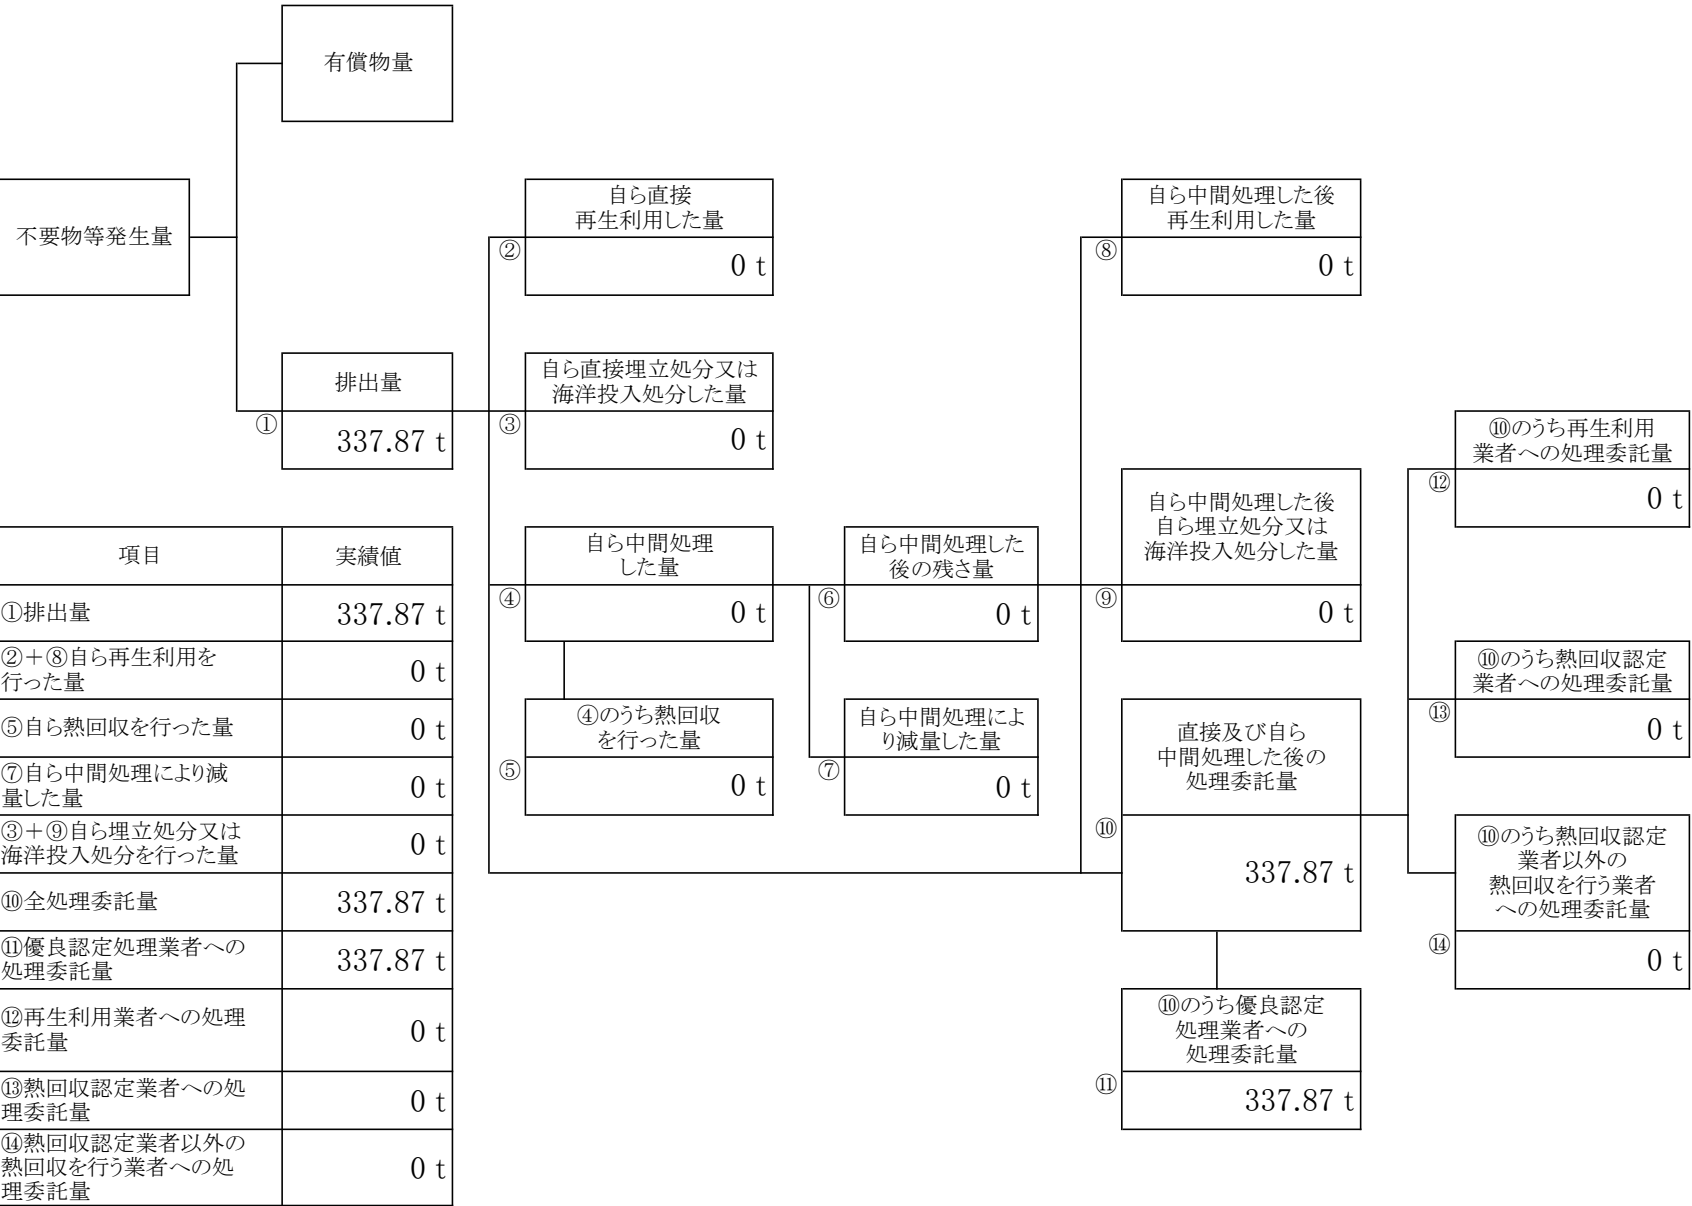 有償物量
不要物等発生量
排出量
①
337.87 t
自ら直接
再生利用した量
②
0 t
自ら直接埋立処分又は
海洋投入処分した量
③
0 t
自ら中間処理
した量
④
0 t
④のうち熱回収
を行った量
⑤
0 t
自ら中間処理した
後の残さ量
⑥
0 t
自ら中間処理によ
り減量した量
⑦
0 t
自ら中間処理した後
再生利用した量
⑧
0 t
自ら中間処理した後
自ら埋立処分又は
海洋投入処分した量
⑨
0 t
直接及び自ら
中間処理した後の
処理委託量
⑩
337.87 t
⑩のうち優良認定
処理業者への
処理委託量
⑪
337.87 t
⑩のうち再生利用
業者への処理委託量
⑫
0 t
⑩のうち熱回収認定
業者への処理委託量
⑬
0 t
⑩のうち熱回収認定
業者以外の
熱回収を行う業者
への処理委託量
⑭
0 t
項目 実績値
①排出量 337.87 t
②＋⑧自ら再生利用を
行った量
0 t
⑤自ら熱回収を行った量 0 t
⑦自ら中間処理により減
量した量
0 t
③＋⑨自ら埋立処分又は
海洋投入処分を行った量
0 t
⑩全処理委託量 337.87 t
⑪優良認定処理業者への
処理委託量
337.87 t
⑫再生利用業者への処理
委託量
0 t
⑬熱回収認定業者への処
理委託量
0 t
⑭熱回収認定業者以外の
熱回収を行う業者への処
理委託量
0 t